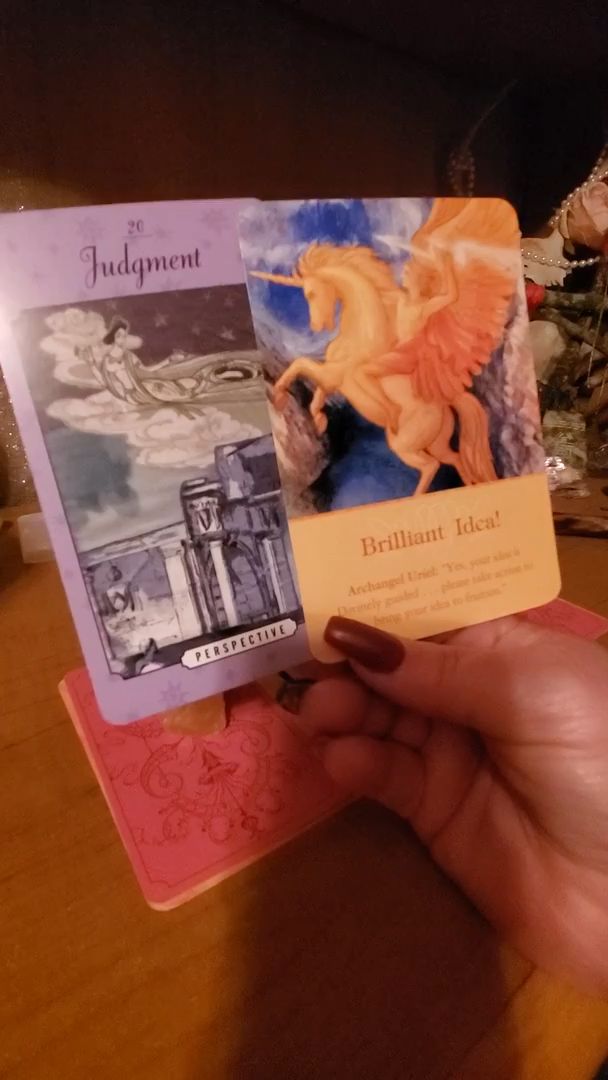 20
Judgment
PERSPECTIVE
Brilliant Idea!
Archangel Uriel: "Yes, your idea is
Divinely guided . . . please take action to
bring your idea to fruition."